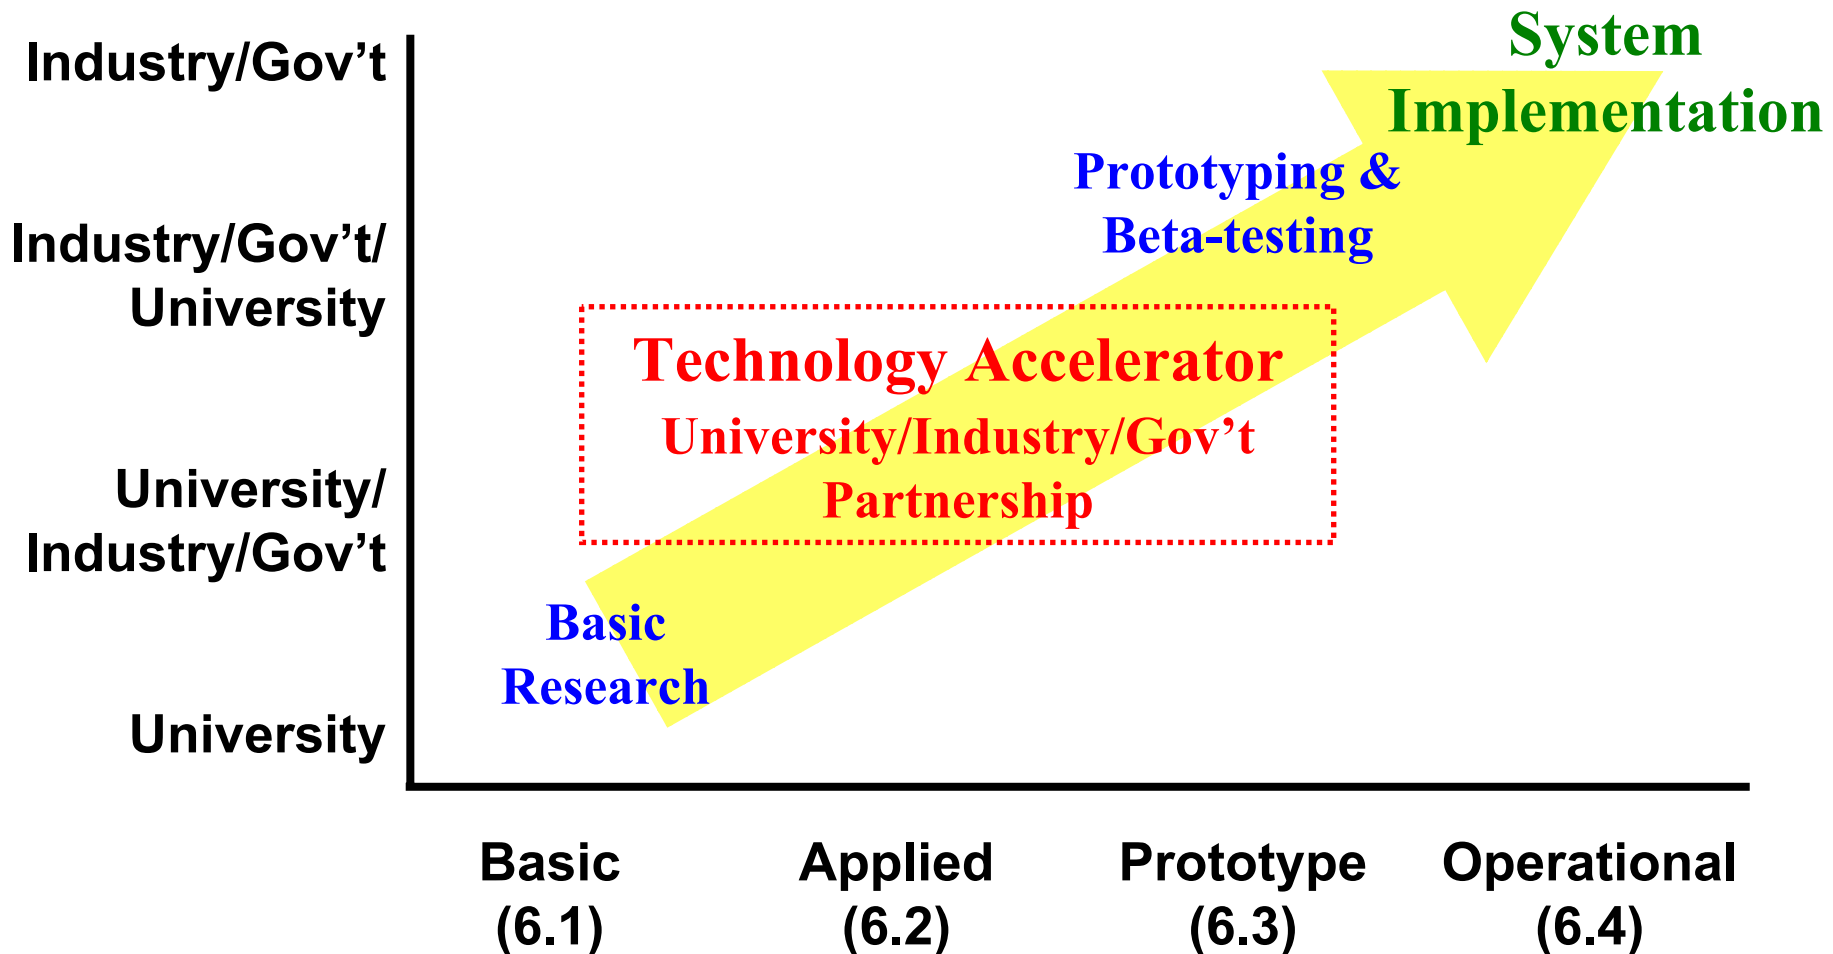 Industry/Gov’t
Industry/Gov’t/
University
University/
Industry/Gov’t
University
System
Implementation
Prototyping &
Beta-testing
Technology Accelerator
University/Industry/Gov’t
Partnership
Basic
Research
Basic
(6.1)
Applied
(6.2)
Prototype
(6.3)
Operational
(6.4)